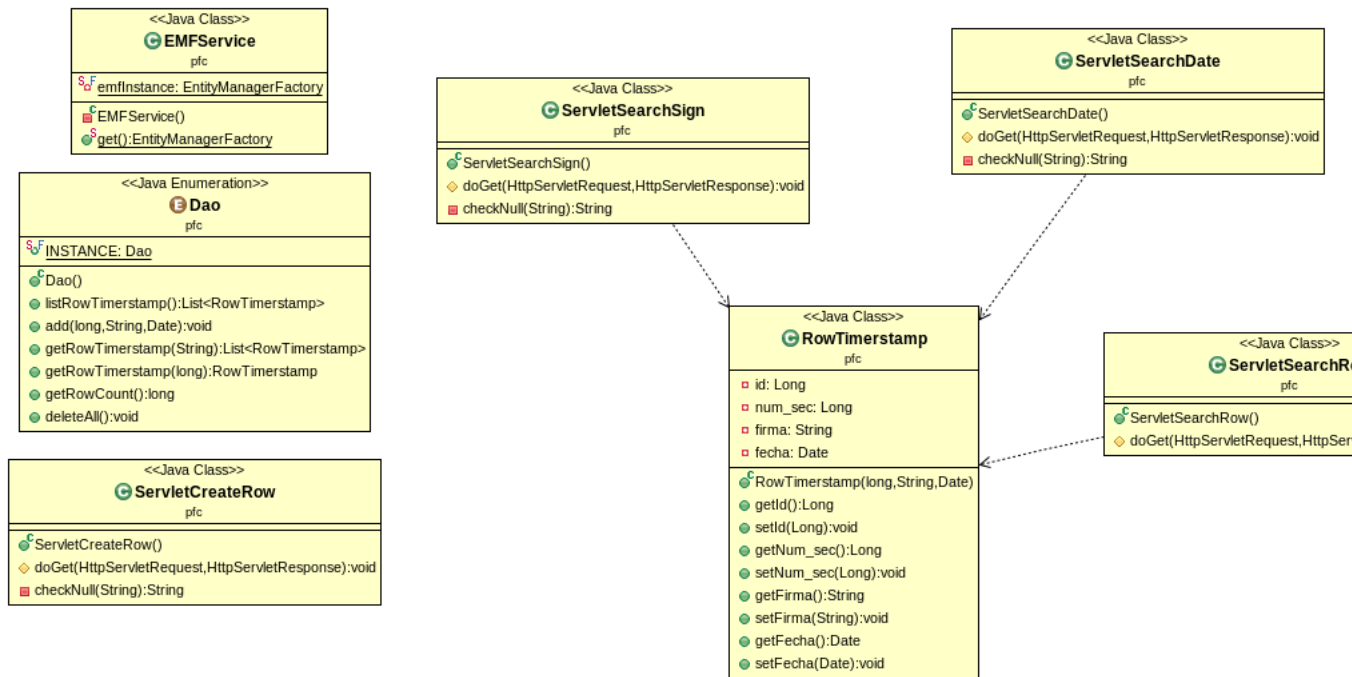 <<Java Class>>
EMFService
pfc
emfInstance: EntityManagerFactory
EMFService()
get():EntityManagerFactory
<<Java Enumeration>>
Dao
pfc
INSTANCE: Dao
Dao()
listRowTimerstamp():List<RowTimerstamp>
add(long,String,Date):void
getRowTimerstamp(String):List<RowTimerstamp>
getRowTimerstamp(long):RowTimerstamp
getRowCount():long
deleteAll():void
<<Java Class>>
ServletCreateRow
pfc
ServletCreateRow()
doGet(HttpServletRequest,HttpServletResponse):void
checkNull(String):String
<<Java Class>>
ServletSearchSign
pfc
ServletSearchSign()
doGet(HttpServletRequest,HttpServletResponse):void
checkNull(String):String
<<Java Class>>
ServletSearchDate
pfc
ServletSearchDate()
doGet(HttpServletRequest,HttpServletResponse):void
checkNull(String):String
<<Java Class>>
RowTimerstamp
pfc
id: Long
num_sec: Long
firma: String
fecha: Date
RowTimerstamp(long,String,Date)
getId():Long
setId(Long):void
getNum_sec():Long
setNum_sec(Long):void
getFirma():String
setFirma(String):void
getFecha():Date
setFecha(Date):void
<<Java Class>>
pfc
ServletSearchRow()
doGet(HttpServletRequest,